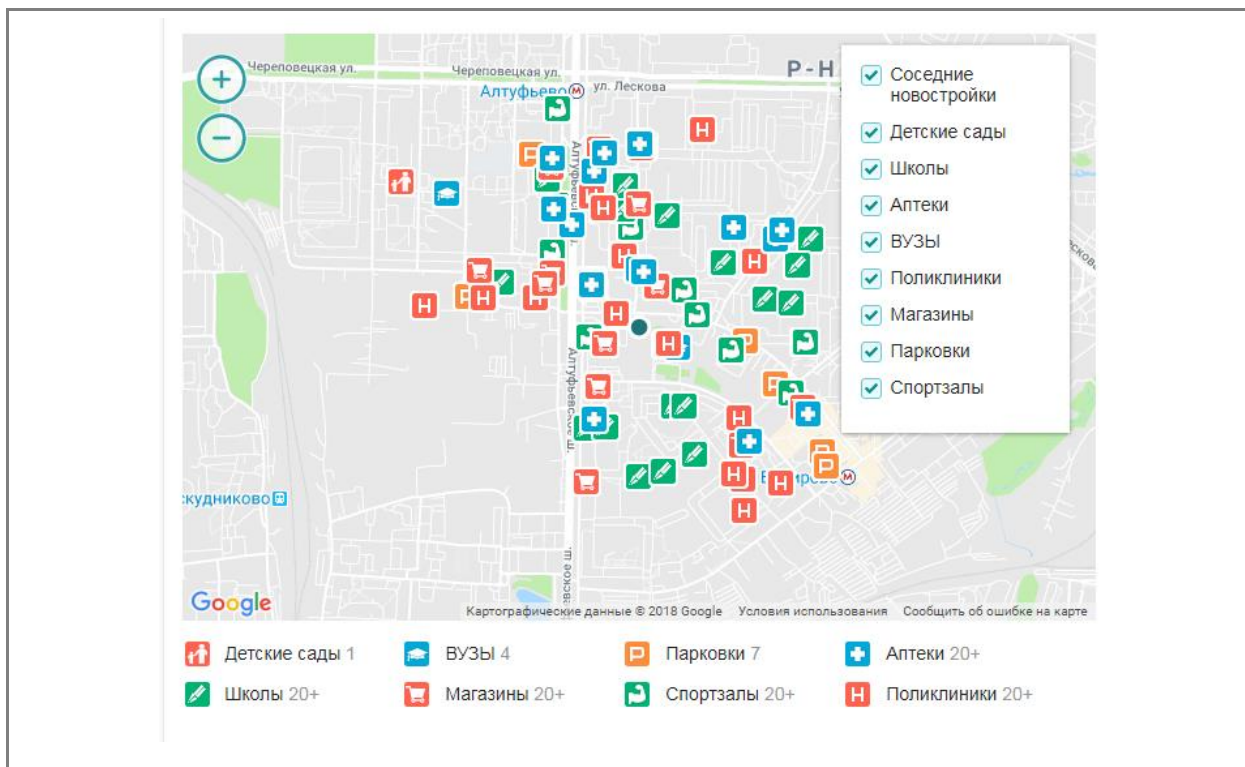 Череповецкая ул.
Череповецкая ул.
Р-Н
Алтуфьево М
ул. Лескова
Соседние
новостройки
Детские сады
Школы
Аптеки
ВУЗЫ
Поликлиники
Магазины
Парковки
Спортзалы
Алтуфьевское ш.
Google
Картографические данные © 2018 Google
Условия использования
Сообщить об ошибке на карте
Детские сады 1
ВУЗЫ 4
Парковки 7
Аптеки 20+
Школы 20+
Магазины 20+
Спортзалы 20+
Поликлиники 20+